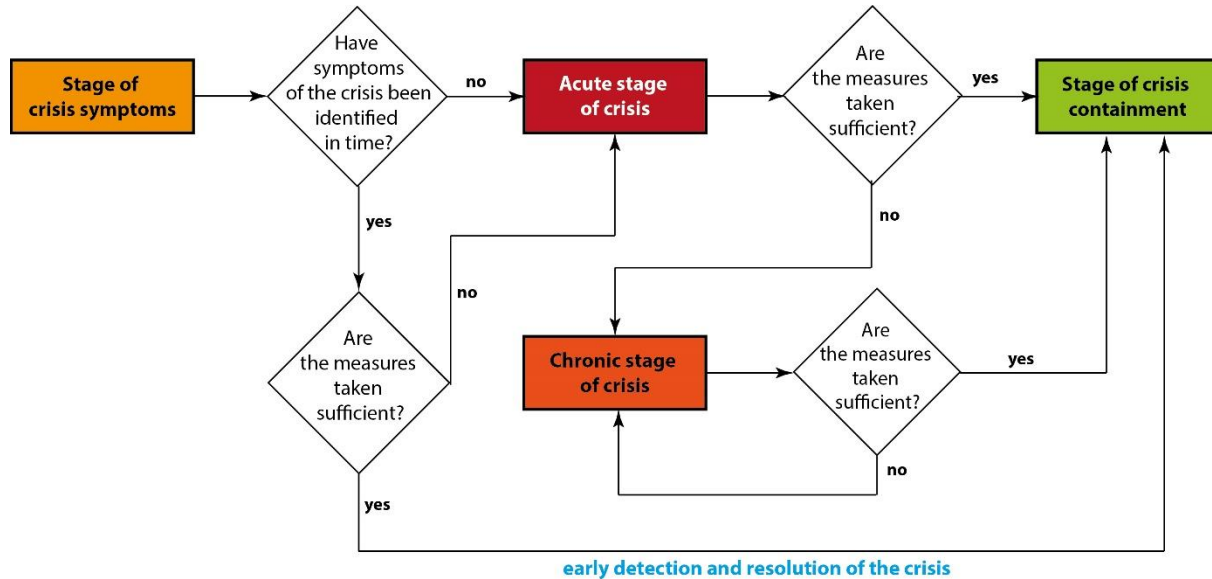 Stage of
crisis symptoms
Have
symptoms
of the crisis been
identified
in time?
no
Acute stage
of crisis
Are
the measures
taken
sufficient?
yes
Stage of crisis
containment
yes
no
no
Are
the measures
taken
sufficient?
Chronic stage
of crisis
Are
the measures
taken
sufficient?
yes
no
yes
early detection and resolution of the crisis